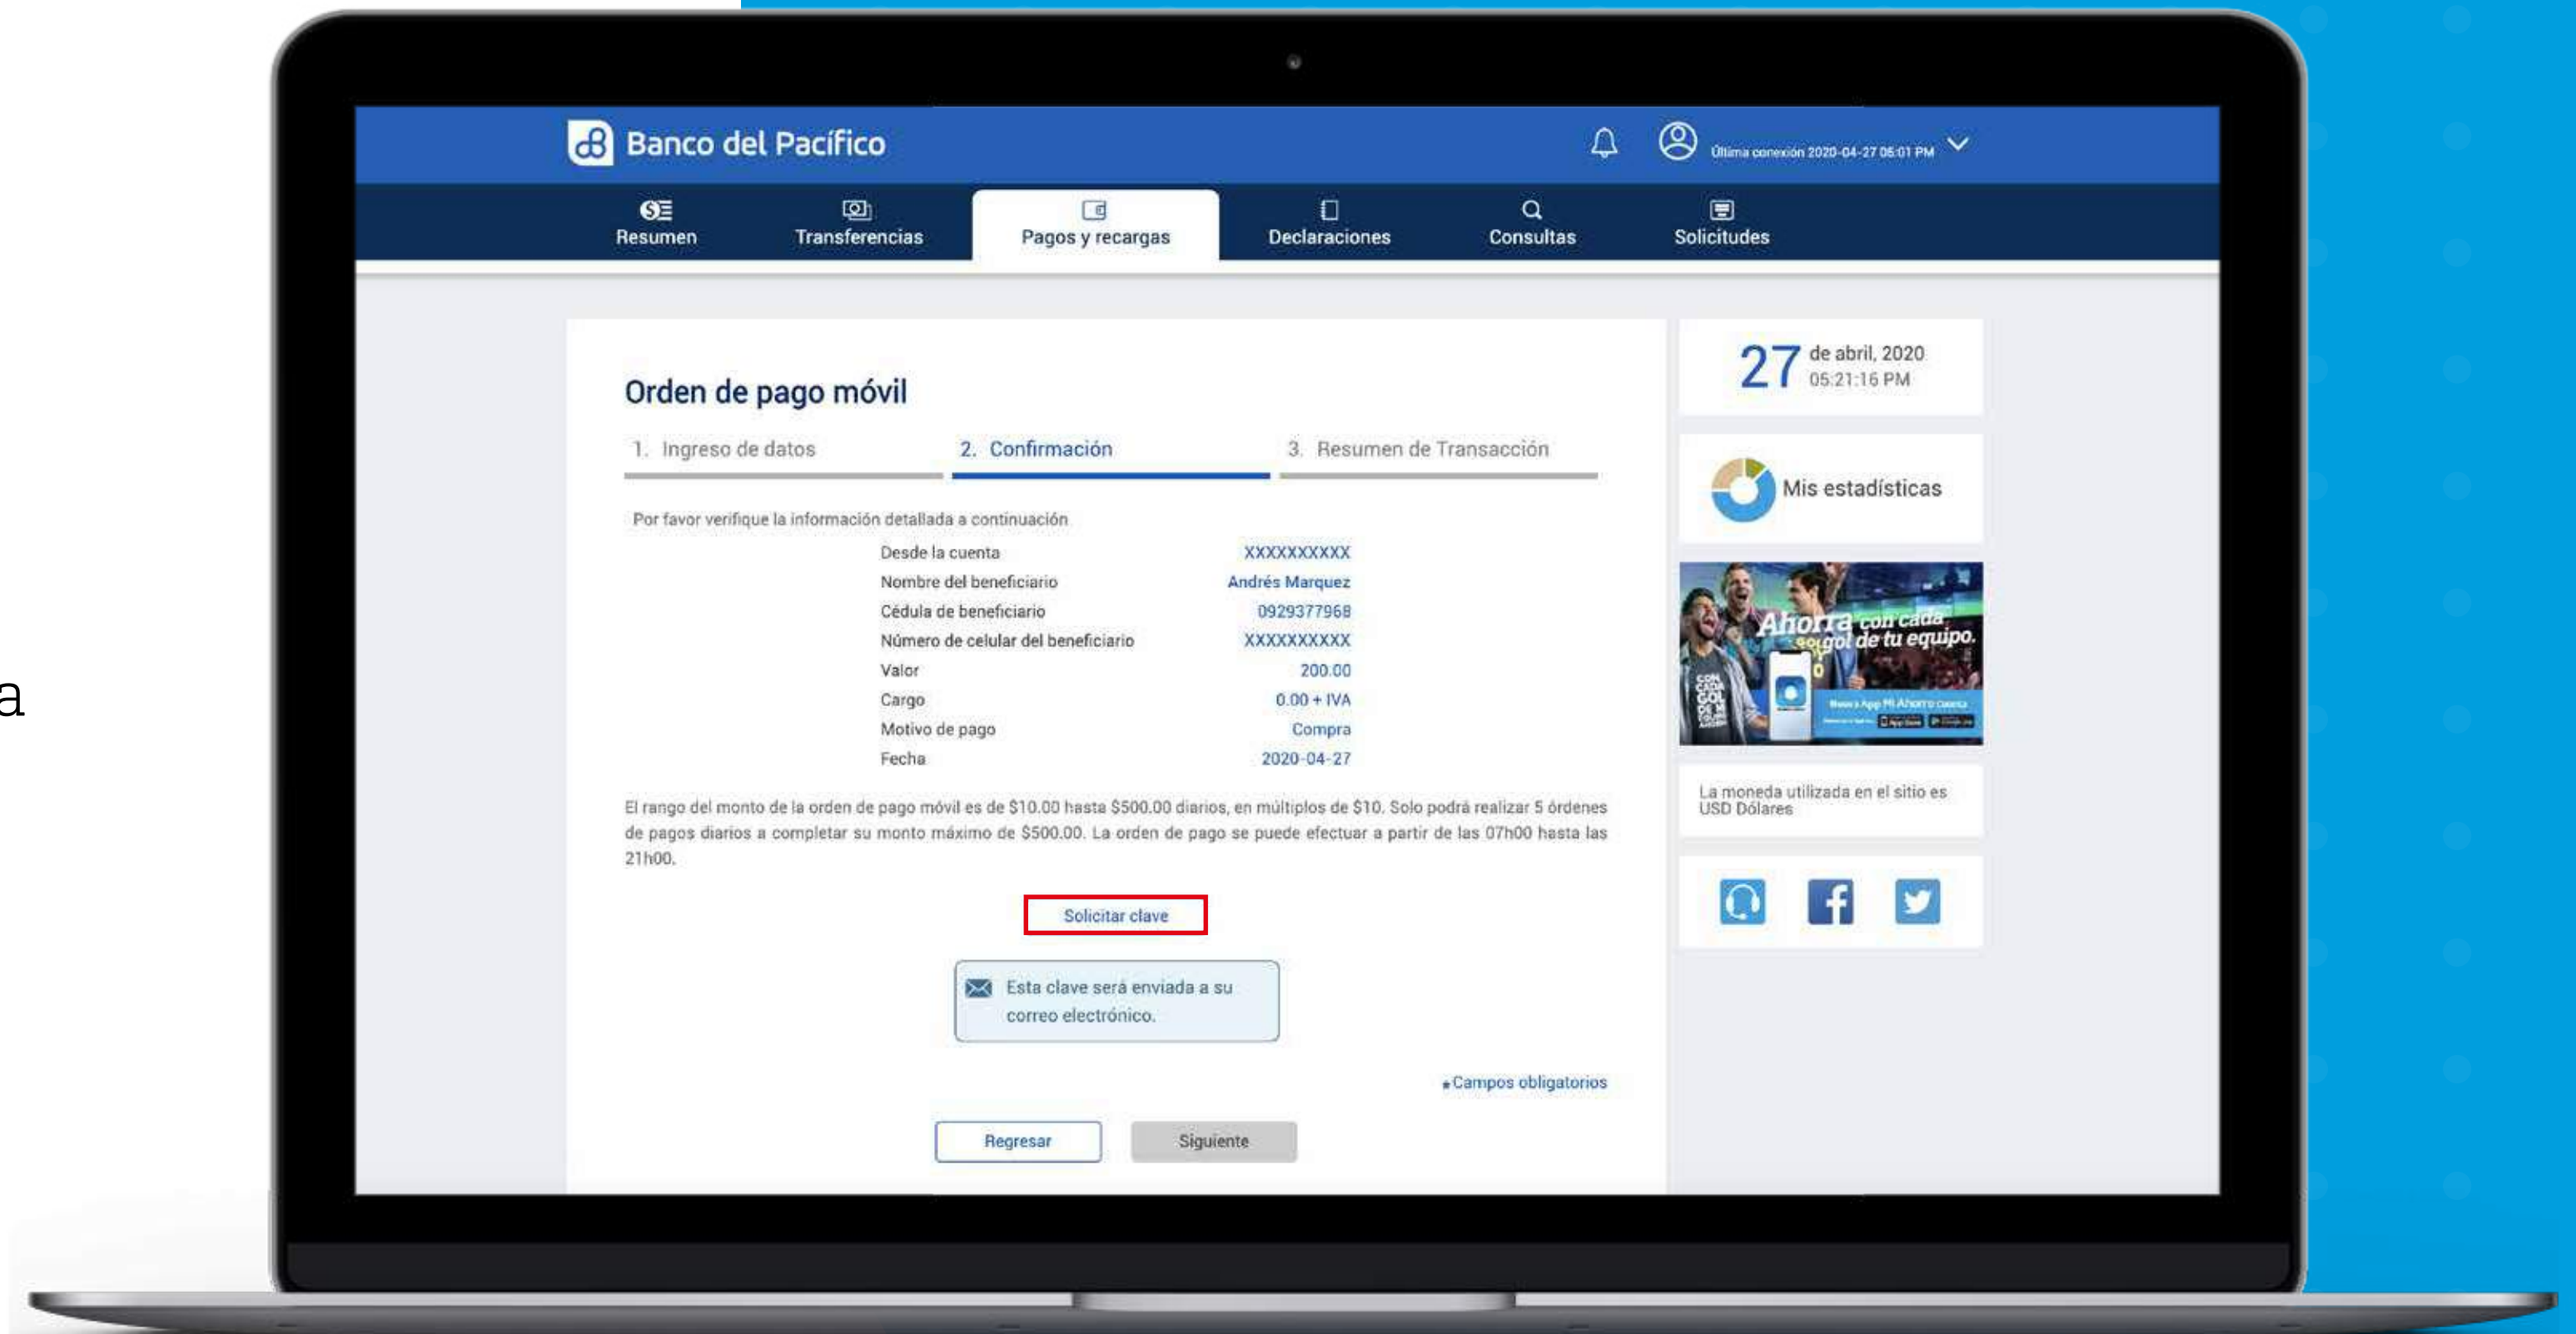 Banco del Pacífico
Última conexión 2020-04-27 06:01 PM
Resumen
Transferencias
Pagos y recargas
Declaraciones
Consultas
Solicitudes
Orden de pago móvil
1. Ingreso de datos
2. Confirmación
3. Resumen de Transacción
Por favor verifique la información detallada a continuación
Desde la cuenta XXXXXXXXXX
Nombre del beneficiario Andrés Marquez
Cédula de beneficiario 0929377968
Número de celular del beneficiario XXXXXXXXXX
Valor 200.00
Cargo 0.00 + IVA
Motivo de pago Compra
Fecha 2020-04-27
El rango del monto de la orden de pago móvil es de $10.00 hasta $500.00 diarios, en múltiplos de $10. Solo podrá realizar 5 órdenes
de pagos diarios a completar su monto máximo de $500.00. La orden de pago se puede efectuar a partir de las 07h00 hasta las
21h00.
Solicitar clave
Esta clave será enviada a su
correo electrónico.
*Campos obligatorios
Regresar
Siguiente
27 de abril, 2020
05:21:16 PM
Mis estadísticas
Ahorra con cada
gol de tu equipo.
CON
CADA
GOL
La moneda utilizada en el sitio es
USD Dólares
a